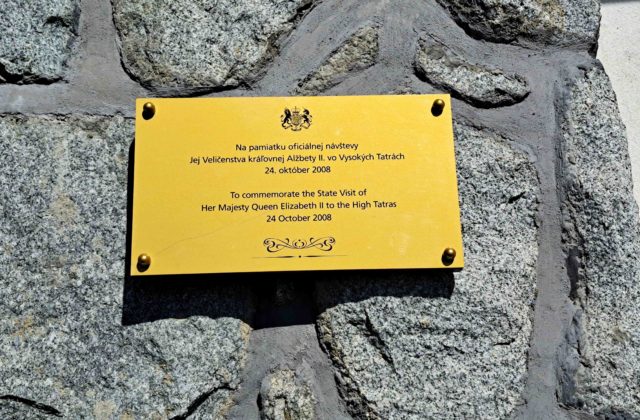 Na pamiatku oficiálnej návštevy
Jej Veličenstva kráľovnej Alžbety II. vo Vysokých Tatrách
24. október 2008
To commemorate the State Visit of
Her Majesty Queen Elizabeth II to the High Tatras
24 October 2008